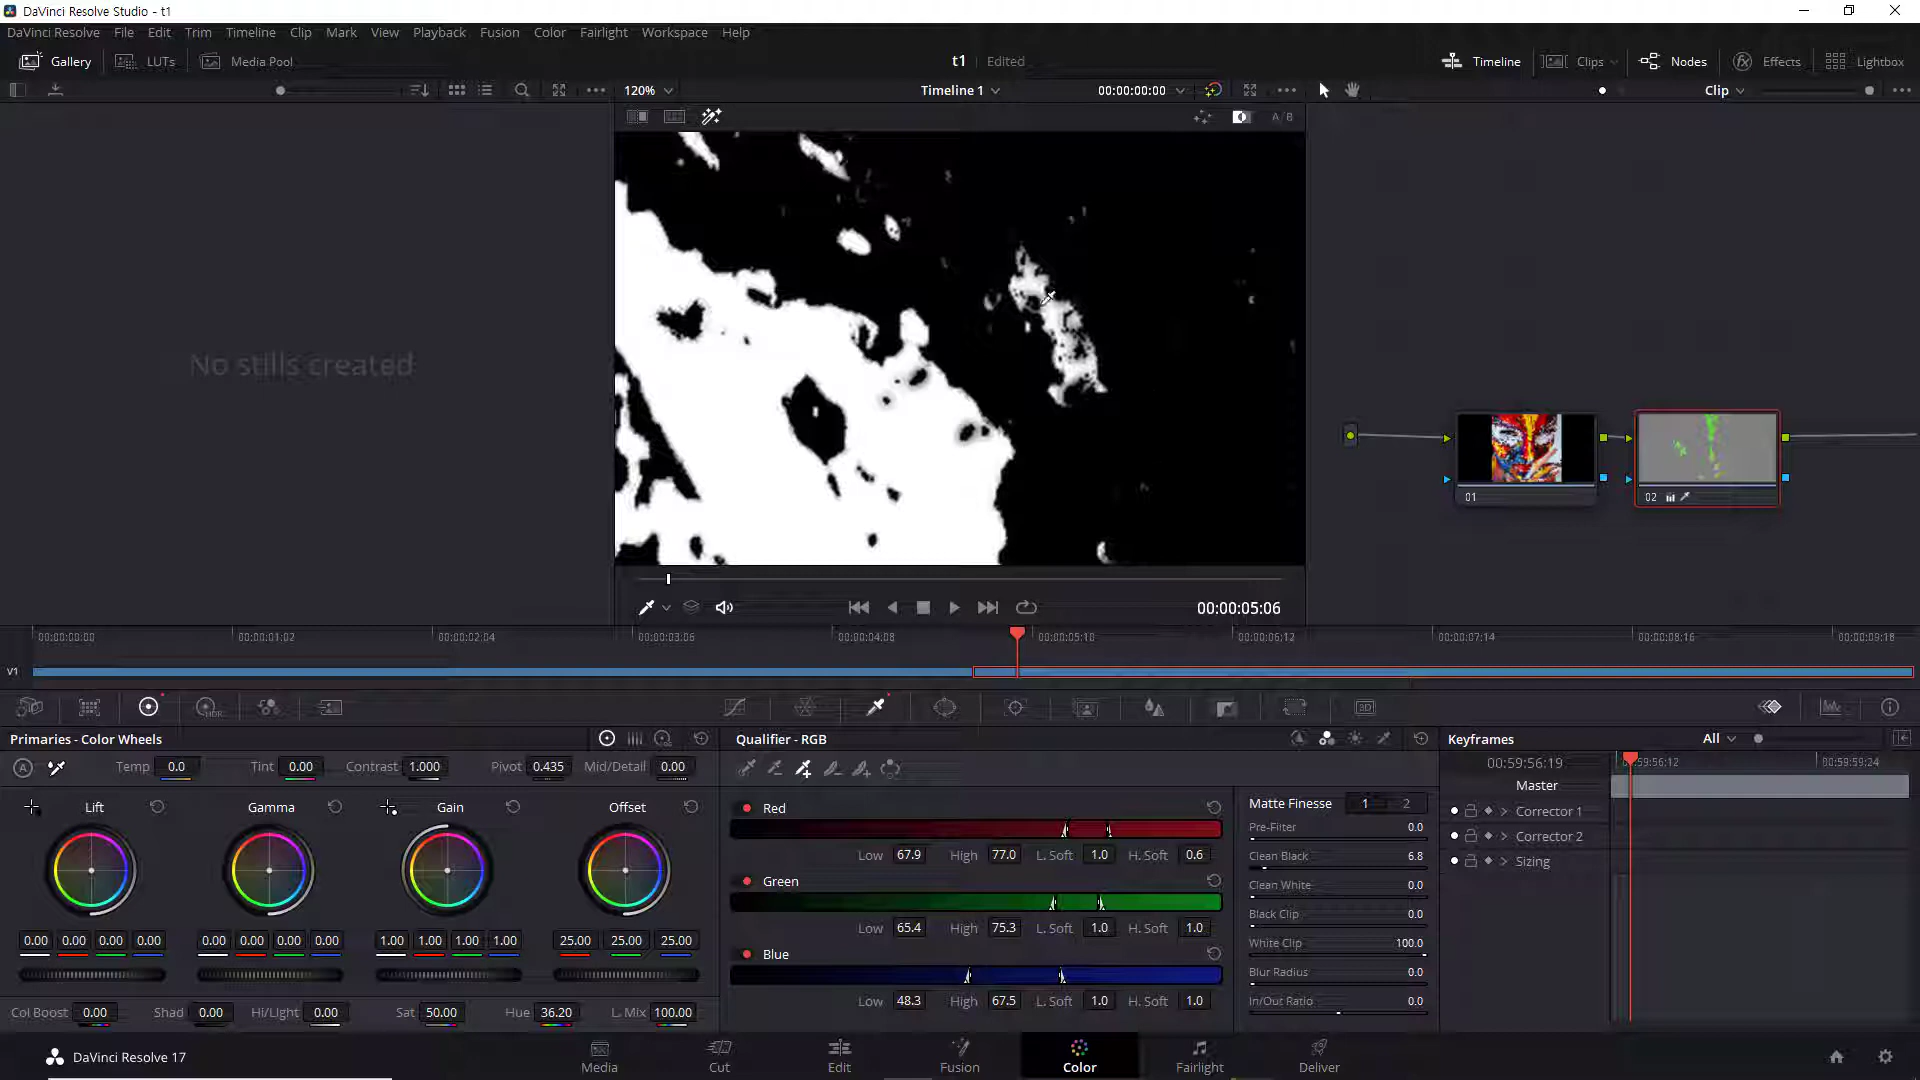 DaVinci Resolve Studio - t1
DaVinci Resolve File Edit Trim Timeline Clip Mark View Playback Fusion Color Fairlight Workspace Help
Gallery LUTs Media Pool t1 Edited Timeline Clips Nodes Effects Lightbox
120% Timeline 1 00:00:00:00 Clip
A/B
No stills created
01 02
00:00:05:06
00:00:00:00 00:00:01:02 00:00:02:04 00:00:03:06 00:00:04:08 00:00:05:10 00:00:06:12 00:00:07:14 00:00:08:16 00:00:09:18
V1
HDR 3D
Primaries - Color Wheels Qualifier - RGB Keyframes All
A Temp 0.0 Tint 0.00 Contrast 1.000 Pivot 0.435 Mid/Detail 0.00
00:59:56:19 59:56:12 00:59:59:24
Master
Lift Gamma Gain Offset
Red Matte Finesse 1 2
Corrector 1
Pre-Filter 0.0
Corrector 2
Low 67.9 High 77.0 L. Soft 1.0 H. Soft 0.6 Clean Black 6.8
Sizing
Green Clean White 0.0
Black Clip 0.0
Low 65.4 High 75.3 L. Soft 1.0 H. Soft 1.0
0.00 0.00 0.00 0.00 0.00 0.00 0.00 0.00 1.00 1.00 1.00 1.00 25.00 25.00 25.00
White Clip 100.0
Blue Blur Radius 0.0
Low 48.3 High 67.5 L. Soft 1.0 H. Soft 1.0 In/Out Ratio 0.0
Col Boost 0.00 Shad 0.00 Hi/Light 0.00 Sat 50.00 Hue 36.20 L. Mix 100.00
DaVinci Resolve 17 Media Cut Edit Fusion Color Fairlight Deliver